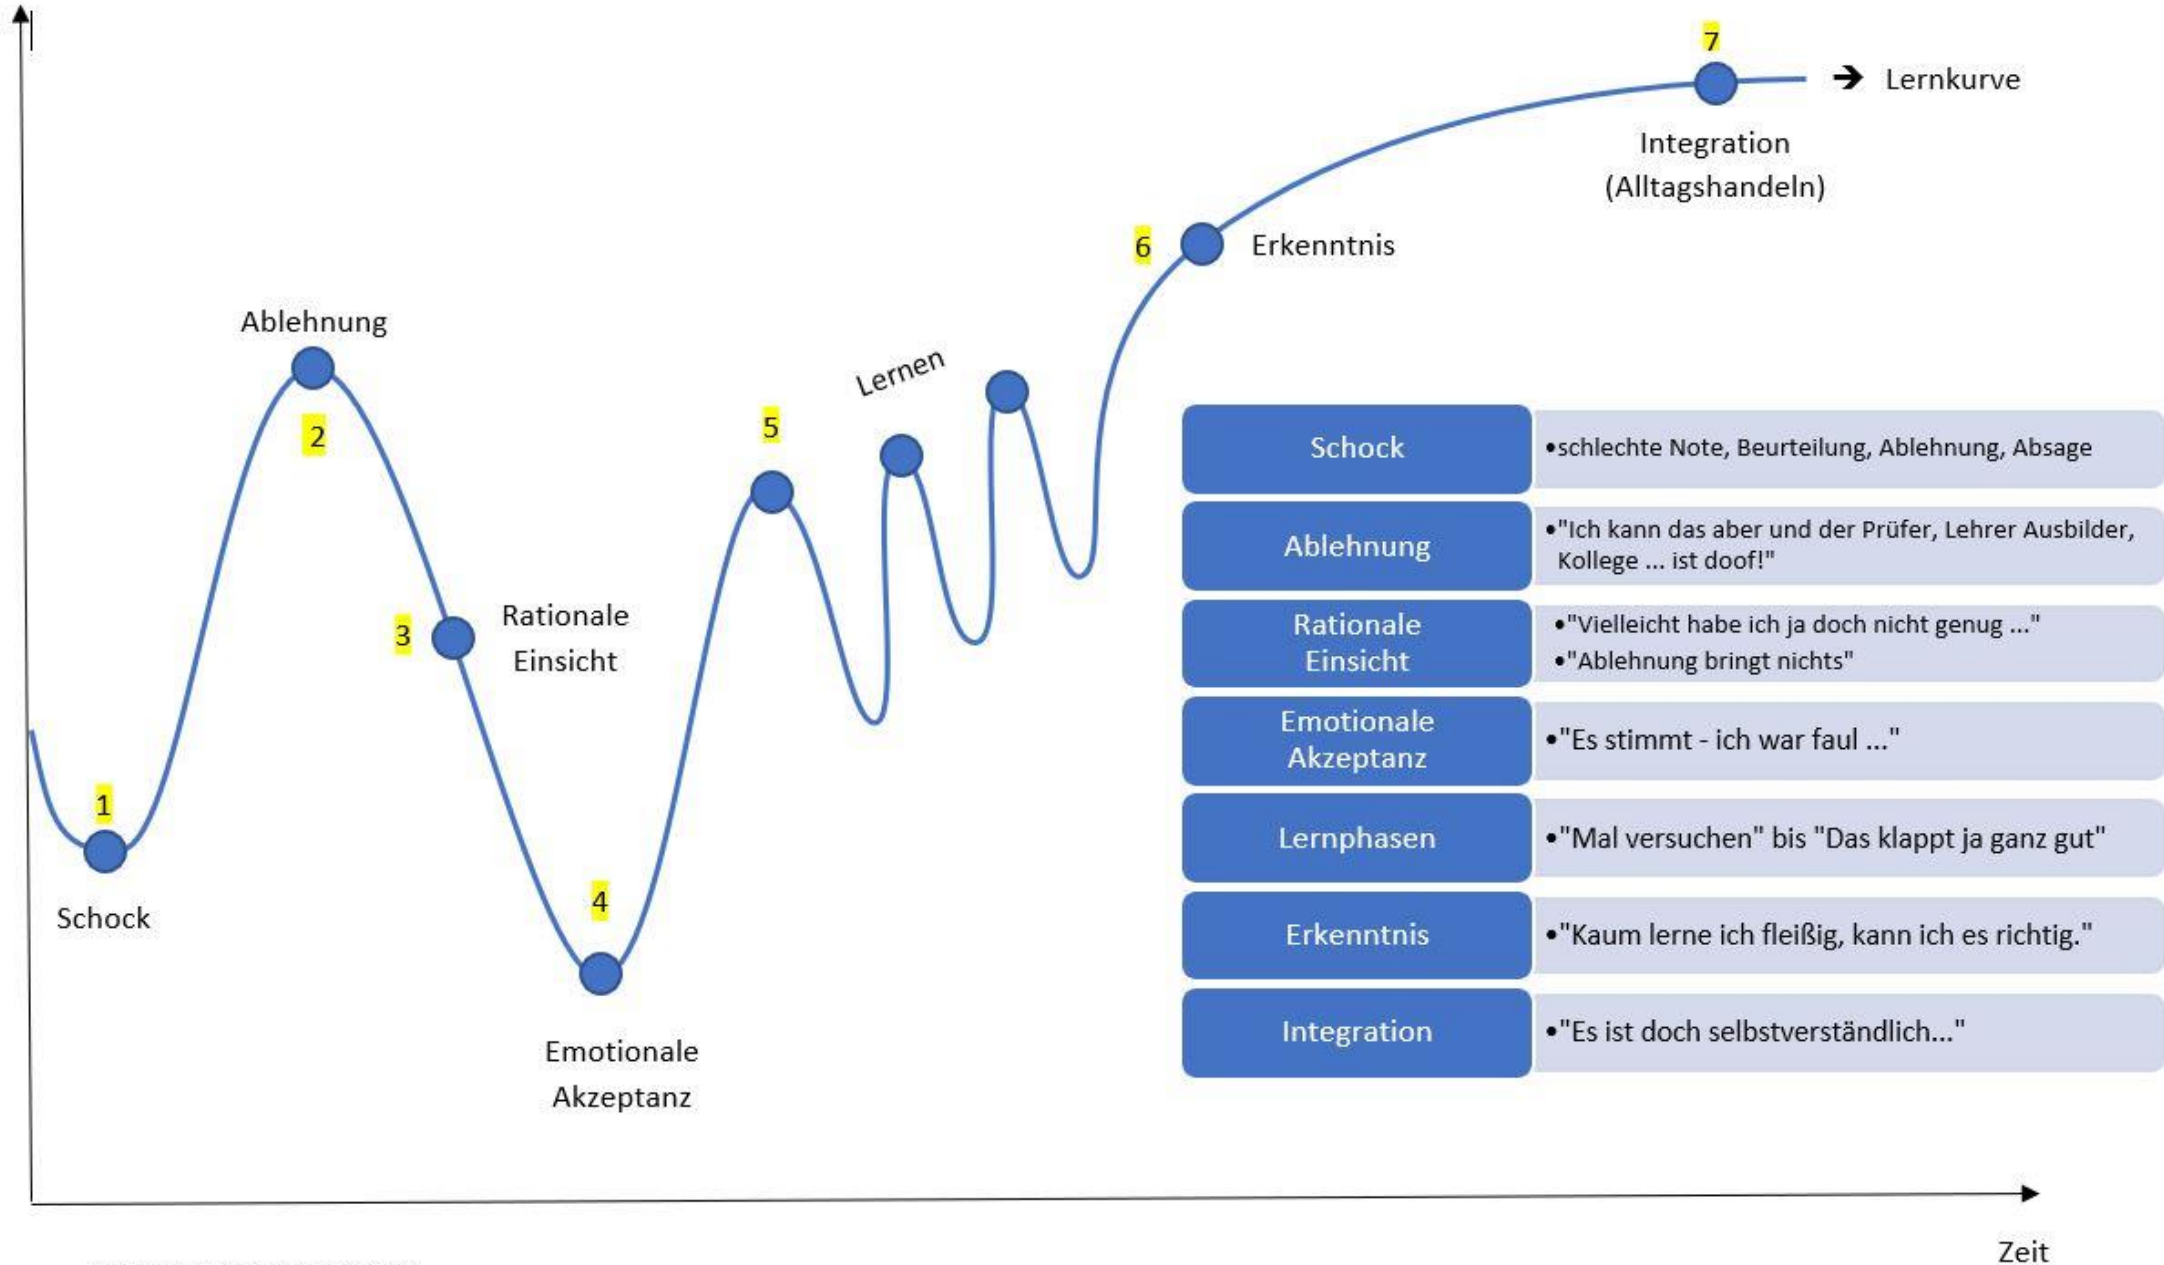 7
➔ Lernkurve
Integration
(Alltagshandeln)
6
Erkenntnis
Ablehnung
2
Lernen
5
3
Rationale
Einsicht
1
Schock
4
Emotionale
Akzeptanz
Schock
•schlechte Note, Beurteilung, Ablehnung, Absage
Ablehnung
•"Ich kann das aber und der Prüfer, Lehrer Ausbilder,
Kollege ... ist doof!"
Rationale
Einsicht
•"Vielleicht habe ich ja doch nicht genug ..."
•"Ablehnung bringt nichts"
Emotionale
Akzeptanz
•"Es stimmt - ich war faul ..."
Lernphasen
•"Mal versuchen" bis "Das klappt ja ganz gut"
Erkenntnis
•"Kaum lerne ich fleißig, kann ich es richtig."
Integration
•"Es ist doch selbstverständlich..."
Zeit